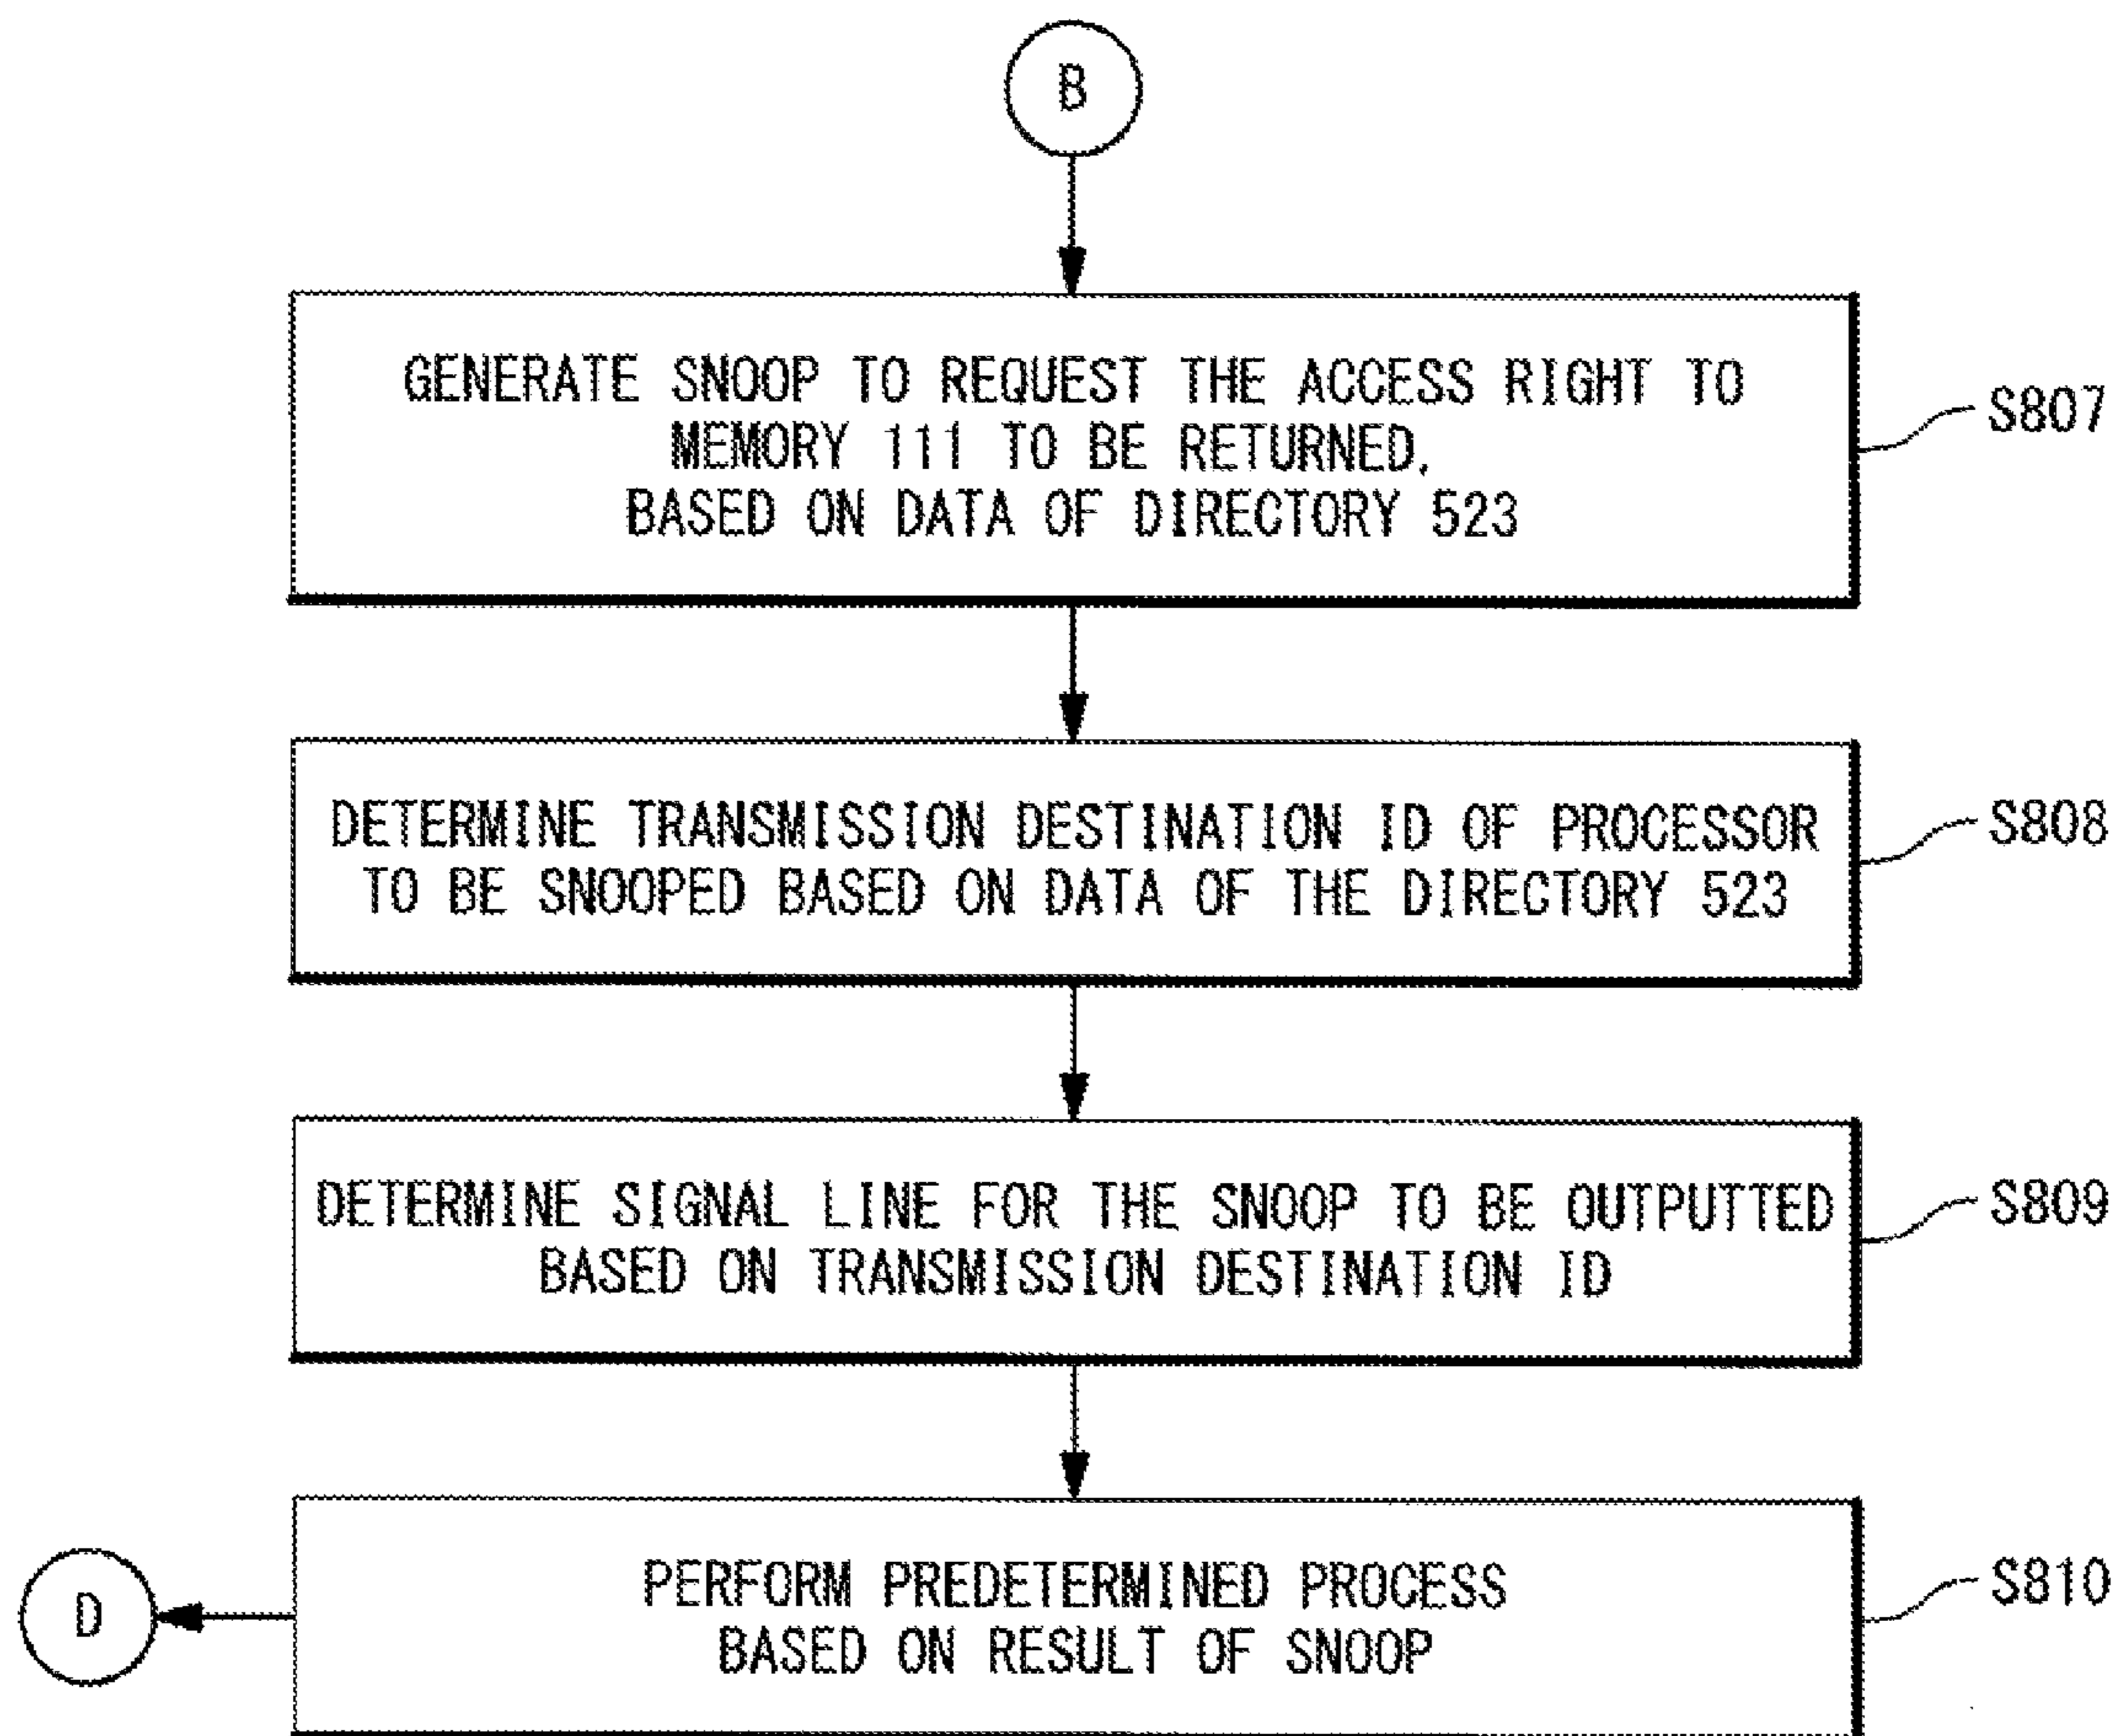 B
GENERATE SNOOP TO REQUEST THE ACCESS RIGHT TO
MEMORY 111 TO BE RETURNED,
BASED ON DATA OF DIRECTORY 523
S807
DETERMINE TRANSMISSION DESTINATION ID OF PROCESSOR
TO BE SNOOPED BASED ON DATA OF THE DIRECTORY 523
S808
DETERMINE SIGNAL LINE FOR THE SNOOP TO BE OUTPUTTED
BASED ON TRANSMISSION DESTINATION ID
S809
PERFORM PREDETERMINED PROCESS
BASED ON RESULT OF SNOOP
S810
D